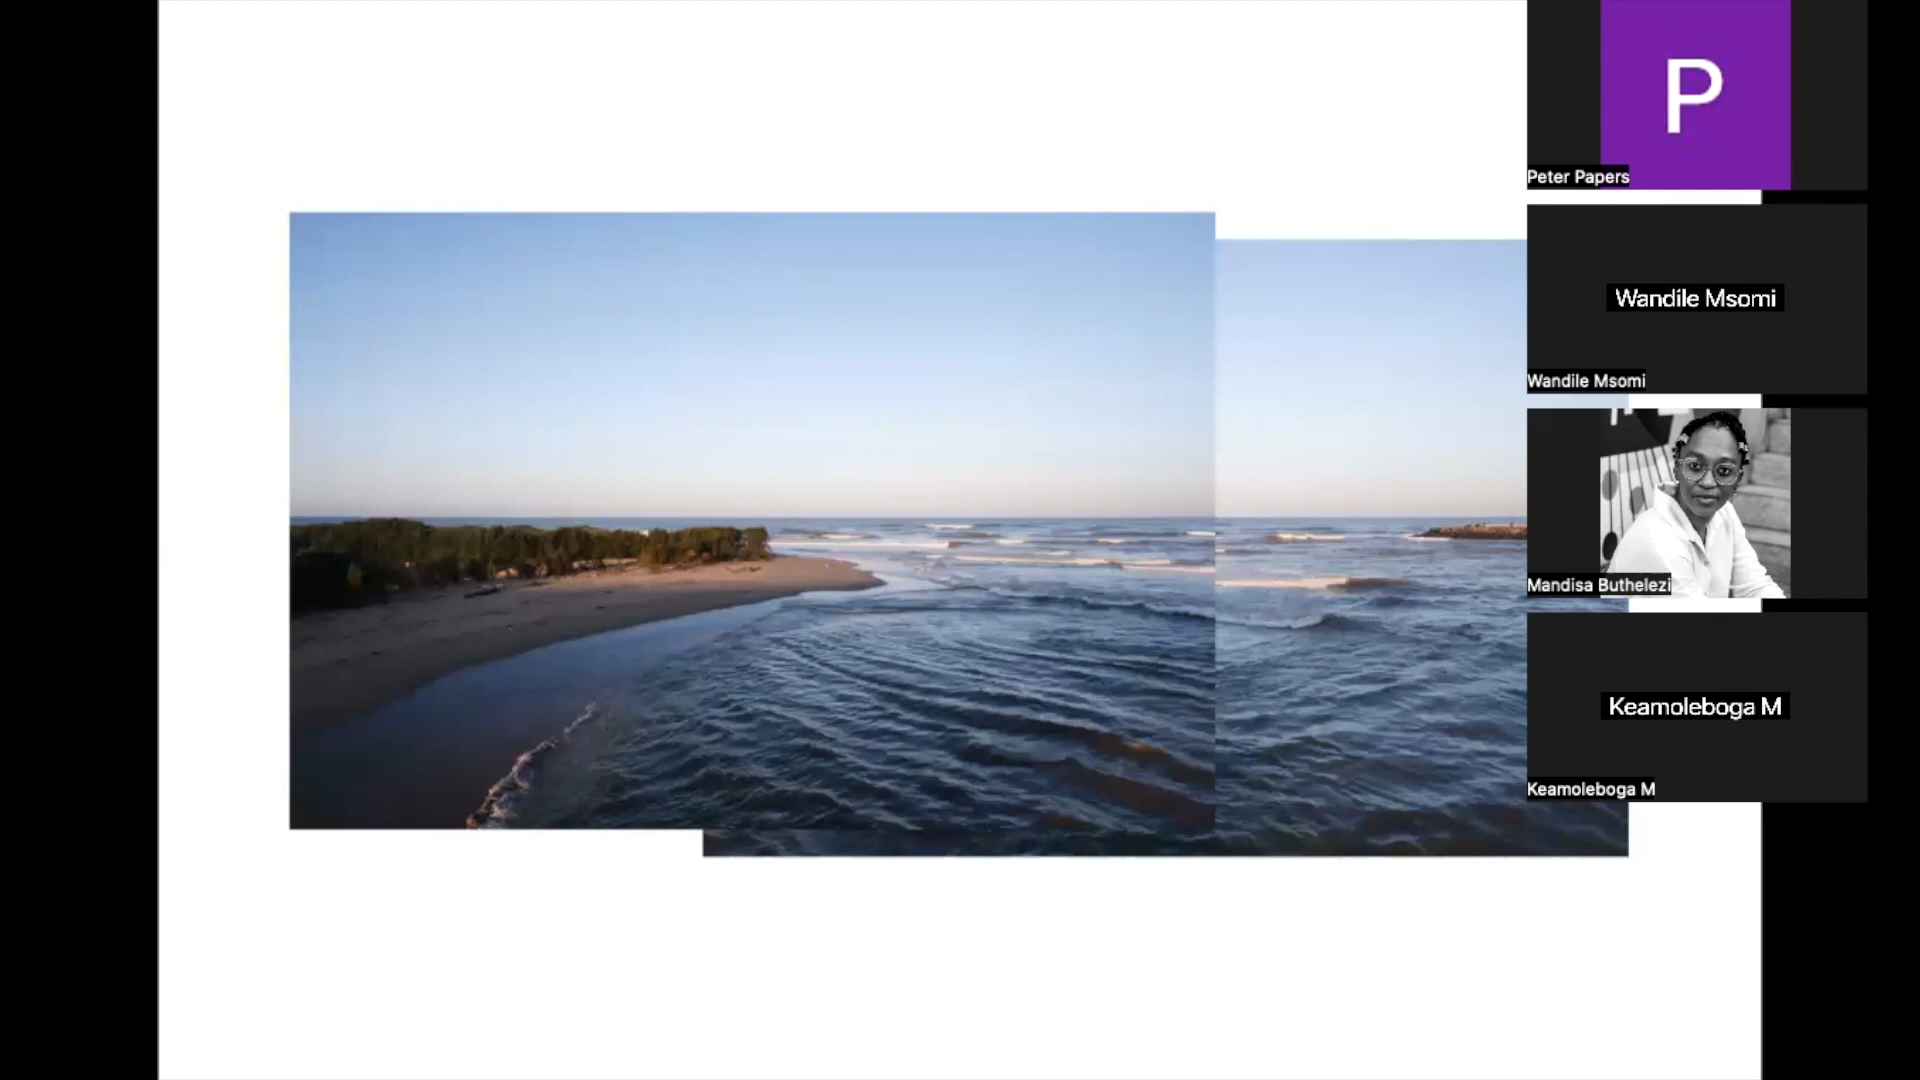 P
Peter Papers
Wandile Msomi
Wandile Msomi
Mandisa Buthelezi
Keamoleboga M
Keamoleboga M